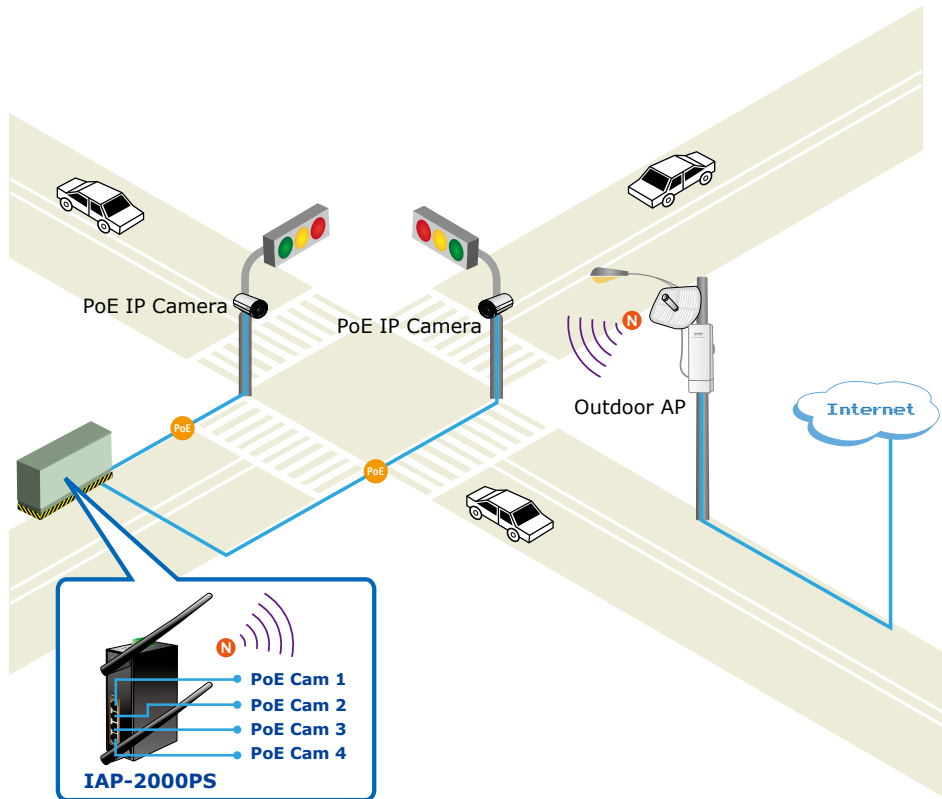 PoE IP Camera
PoE IP Camera
N
Outdoor AP
Internet
PoE
PoE
N
PoE Cam 1
PoE Cam 2
PoE Cam 3
PoE Cam 4
IAP-2000PS